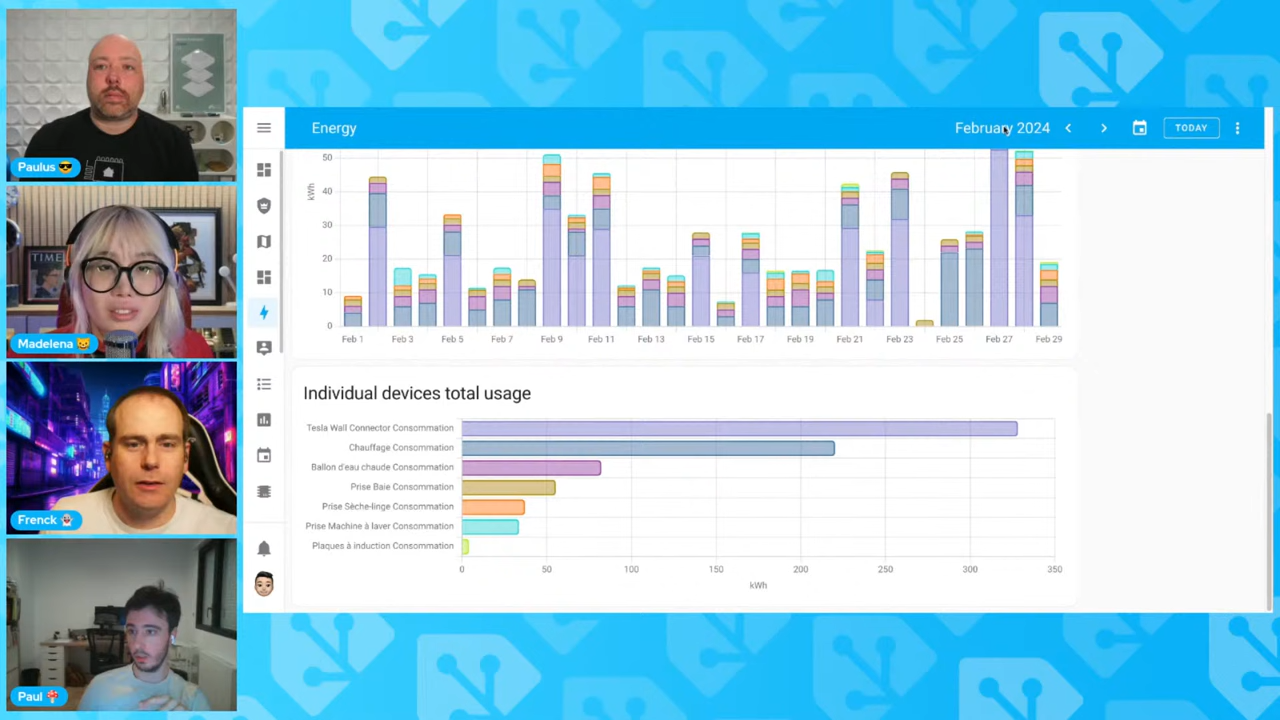 Paulus 😎
TIME
Madelena 😺
Frenck 👻
Paul 🍄
Energy
February 2024
TODAY
kWh
50
40
30
20
10
0
Feb 1
Feb 3
Feb 5
Feb 7
Feb 9
Feb 11
Feb 13
Feb 15
Feb 17
Feb 19
Feb 21
Feb 23
Feb 25
Feb 27
Feb 29
Individual devices total usage
Tesla Wall Connector Consommation
Chauffage Consommation
Ballon d'eau chaude Consommation
Prise Baie Consommation
Prise Sèche-linge Consommation
Prise Machine à laver Consommation
Plaques à induction Consommation
0
50
100
150
200
250
300
350
kWh